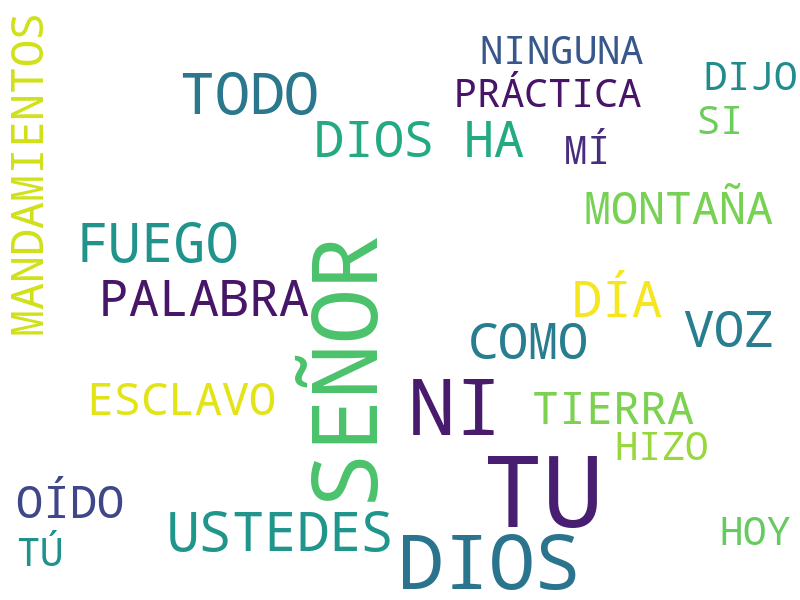 MANDAMIENTOS
NINGUNA
TODO
PRÁCTICA
DIJO
SI
DIOS HA
MÍ
MONTAÑA
FUEGO
PALABRA
SEÑOR
DÍA
COMO
VOZ
ESCLAVO
NI
TIERRA
HIZO
TU
OÍDO
USTEDES
HOY
TÚ
DIOS